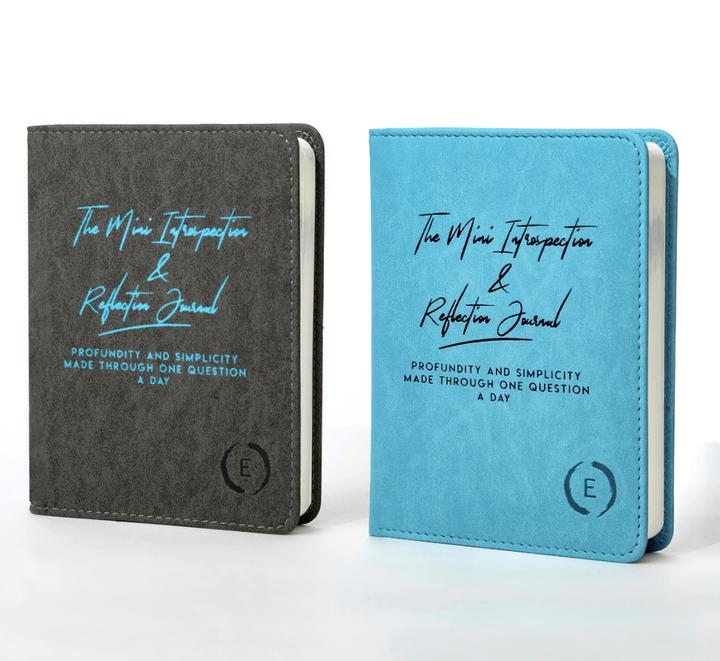 The Mini Introspection
&
Reflection Journal
PROFUNDITY AND SIMPLICITY
MADE THROUGH ONE QUESTION
A DAY
E
The Mini Introspection
&
Reflection Journal
PROFUNDITY AND SIMPLICITY
MADE THROUGH ONE QUESTION
A DAY
E